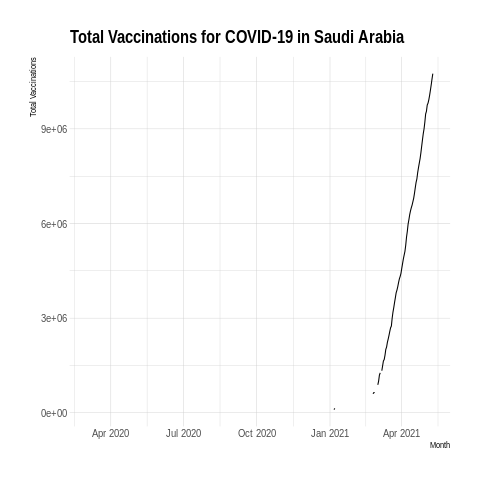 Total Vaccinations for COVID-19 in Saudi Arabia
Total Vaccinations
9e+06
6e+06
3e+06
0e+00
Apr 2020 Jul 2020 Oct 2020 Jan 2021 Apr 2021
Month